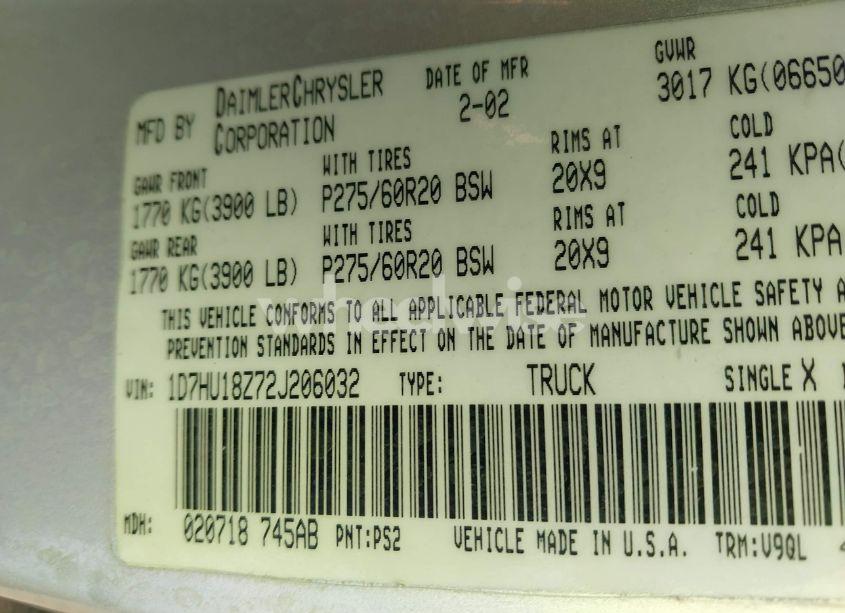 MFD BY DAIMLERCHRYSLER CORPORATION DATE OF MFR 2-02 GVWR 3017 KG(06650
GAWR FRONT WITH TIRES RIMS AT COLD
1770 KG(3900 LB) P275/60R20 BSW 20X9 241 KPA(
GAWR REAR WITH TIRES RIMS AT COLD
1770 KG(3900 LB) P275/60R20 BSW 20X9 241 KPA
THIS VEHICLE CONFORMS TO ALL APPLICABLE FEDERAL MOTOR VEHICLE SAFETY A
PREVENTION STANDARDS IN EFFECT ON THE DATE OF MANUFACTURE SHOWN ABOVE
VIN: 1D7HU18Z72J206032 TYPE: TRUCK SINGLE X
MDH: 020718 745AB PNT:PS2 VEHICLE MADE IN U.S.A. TRM:V9QL